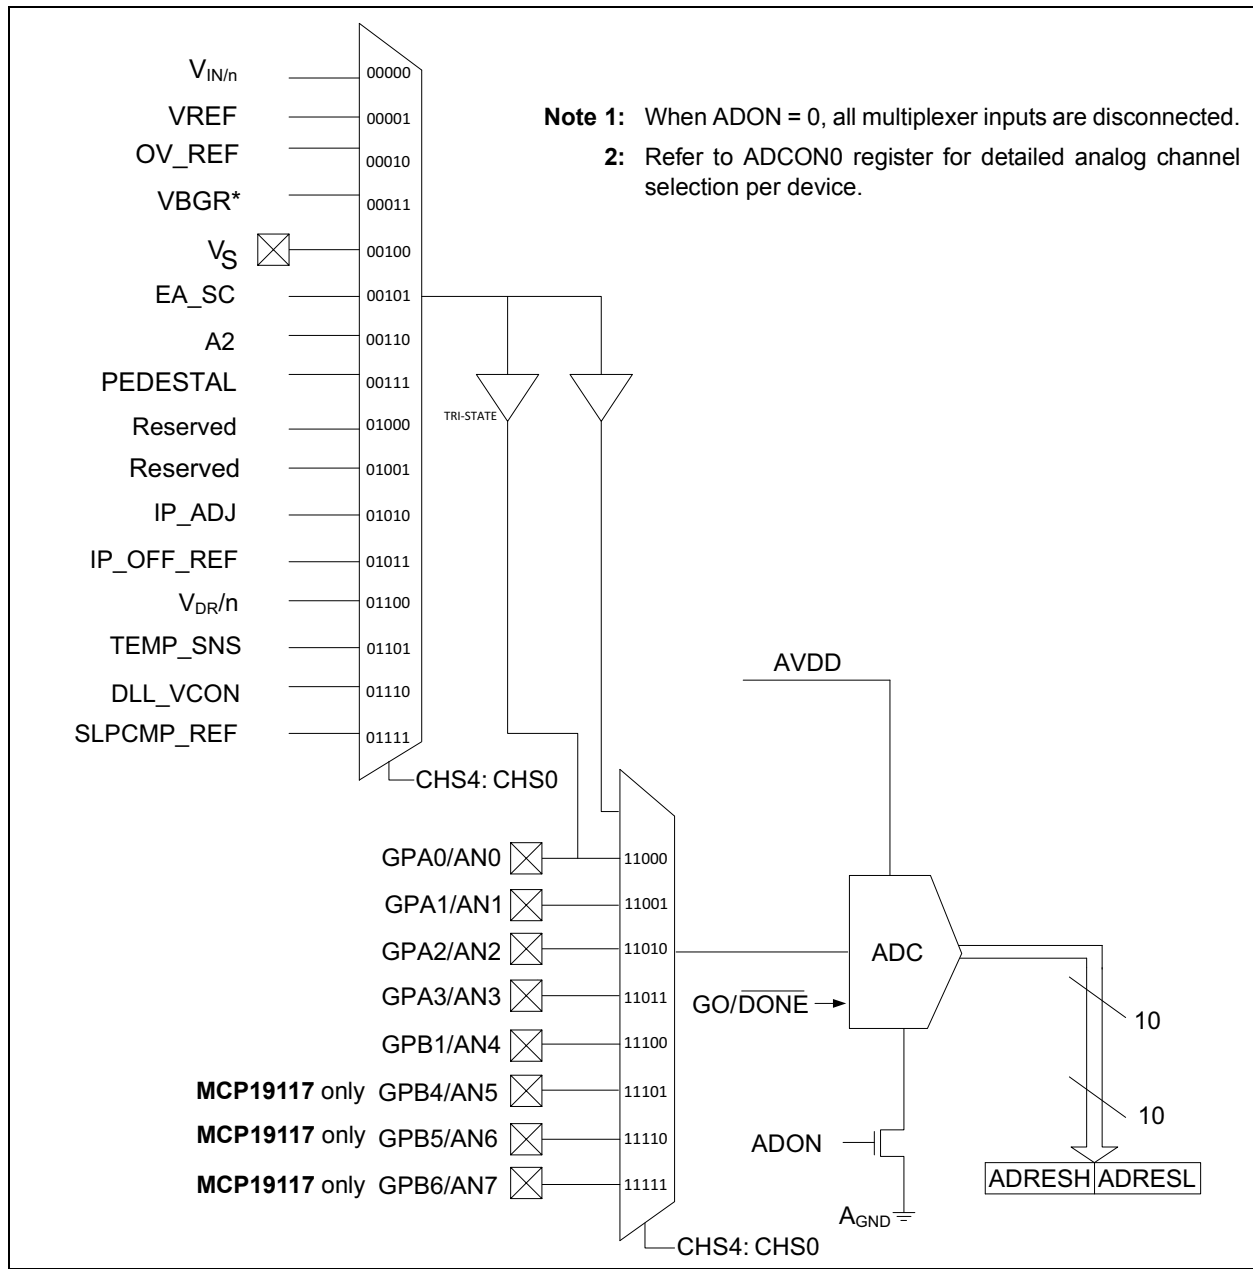 V_IN/n 00000
VREF 00001
OV_REF 00010
VBGR* 00011
V_S 00100
EA_SC 00101
A2 00110
PEDESTAL 00111
Reserved 01000
Reserved 01001
IP_ADJ 01010
IP_OFF_REF 01011
V_DR/n 01100
TEMP_SNS 01101
DLL_VCON 01110
SLPCMP_REF 01111
CHS4: CHS0
Note 1: When ADON = 0, all multiplexer inputs are disconnected.
2: Refer to ADCON0 register for detailed analog channel
selection per device.
TRI-STATE
GPA0/AN0 11000
GPA1/AN1 11001
GPA2/AN2 11010
GPA3/AN3 11011
GPB1/AN4 11100
MCP19117 only GPB4/AN5 11101
MCP19117 only GPB5/AN6 11110
MCP19117 only GPB6/AN7 11111
CHS4: CHS0
AVDD
ADC
GO/D̅O̅N̅E̅
ADON
A_GND
10
10
ADRESH ADRESL